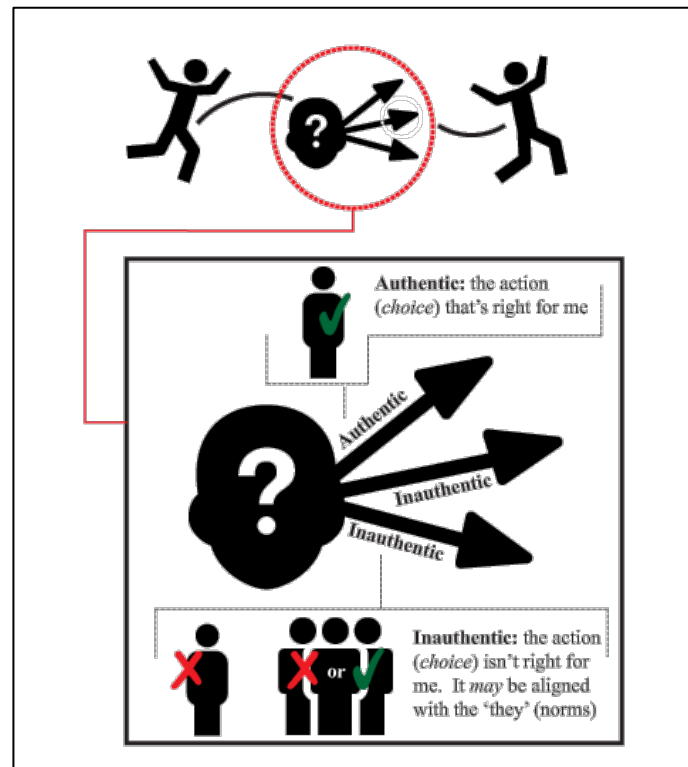 ?
Authentic: the action
(choice) that's right for me
?
Authentic
Inauthentic
Inauthentic
or
Inauthentic: the action
(choice) isn't right for
me. It may be aligned
with the 'they' (norms)